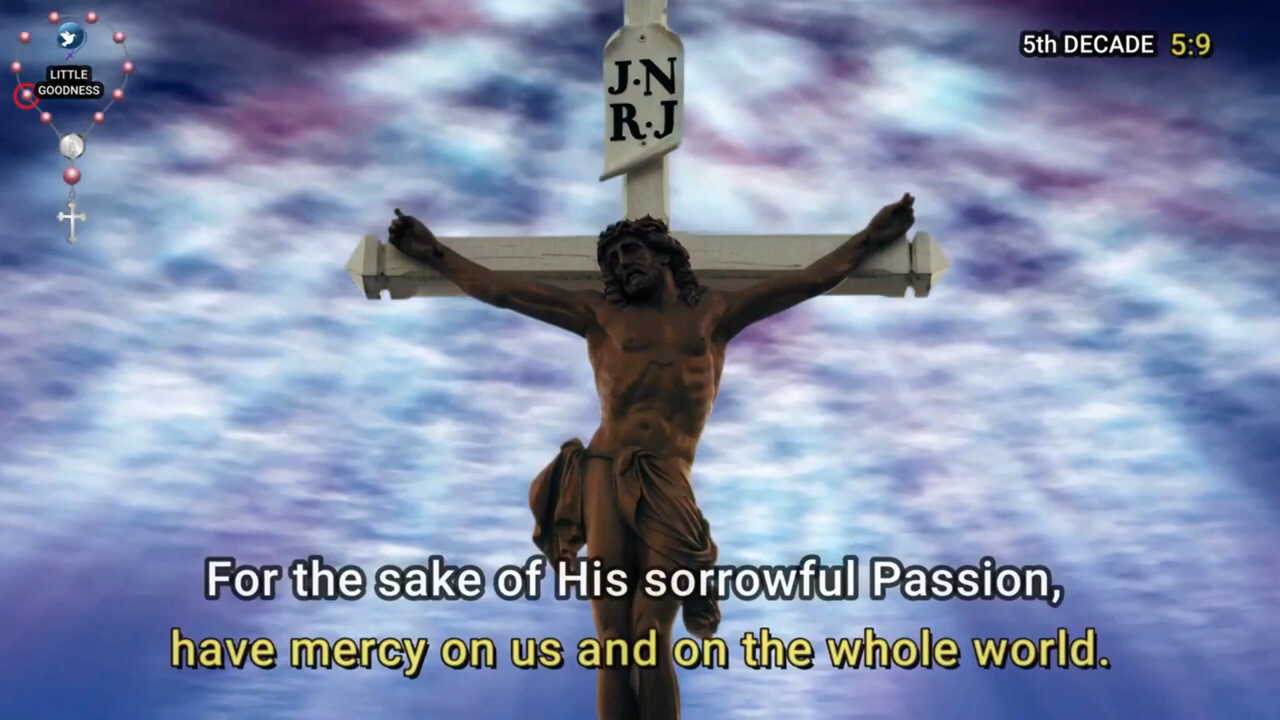 LITTLE
GOODNESS
5th DECADE 5:9
J·N
R·J
For the sake of His sorrowful Passion,
have mercy on us and on the whole world.